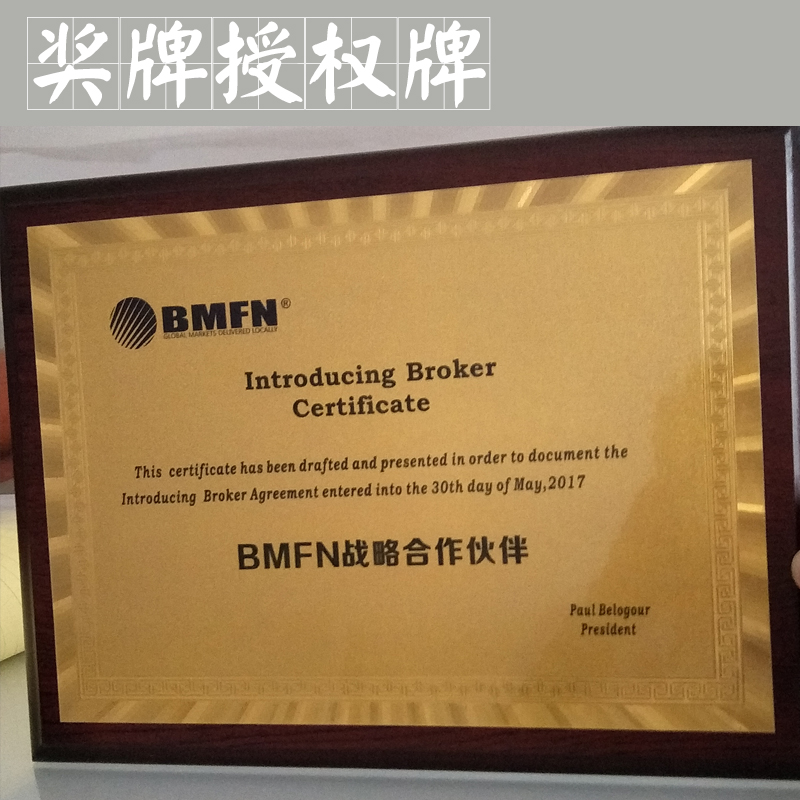 奖牌授权牌
BMFN®
GLOBAL MARKETS DELIVERED LOCALLY
Introducing Broker
Certificate
This certificate has been drafted and presented in order to document the
Introducing Broker Agreement entered into the 30th day of May,2017
BMFN战略合作伙伴
Paul Belogour
President